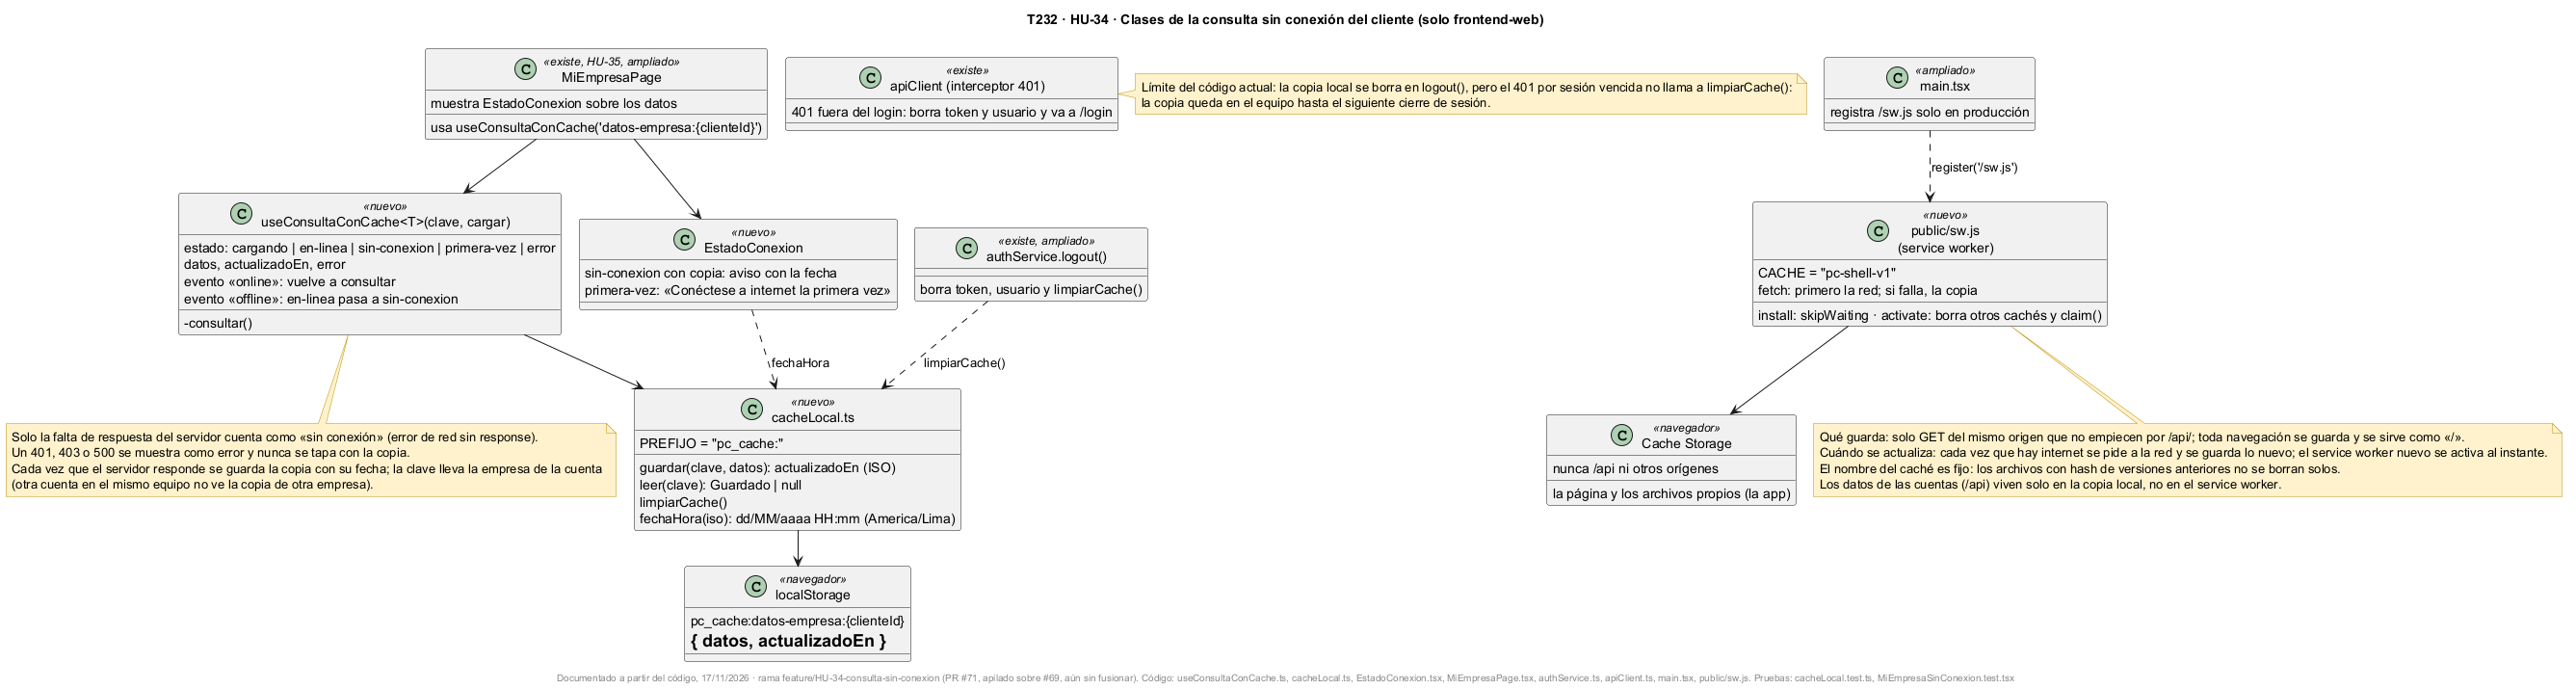 T232 · HU-34 · Clases de la consulta sin conexión del cliente (solo frontend-web)
«existe, HU-35, ampliado»
MiEmpresaPage
muestra EstadoConexion sobre los datos
usa useConsultaConCache('datos-empresa:{clienteId}')
«existe»
apiClient (interceptor 401)
401 fuera del login: borra token y usuario y va a /login
Límite del código actual: la copia local se borra en logout(), pero el 401 por sesión vencida no llama a limpiarCache():
la copia queda en el equipo hasta el siguiente cierre de sesión.
«ampliado»
main.tsx
registra /sw.js solo en producción
register('/sw.js')
«nuevo»
useConsultaConCache<T>(clave, cargar)
estado: cargando | en-linea | sin-conexion | primera-vez | error
datos, actualizadoEn, error
evento «online»: vuelve a consultar
evento «offline»: en-linea pasa a sin-conexion
-consultar()
«nuevo»
EstadoConexion
sin-conexion con copia: aviso con la fecha
primera-vez: «Conéctese a internet la primera vez»
«existe, ampliado»
authService.logout()
borra token, usuario y limpiarCache()
«nuevo»
public/sw.js
(service worker)
CACHE = "pc-shell-v1"
fetch: primero la red; si falla, la copia
install: skipWaiting · activate: borra otros cachés y claim()
fechaHora
limpiarCache()
Solo la falta de respuesta del servidor cuenta como «sin conexión» (error de red sin response).
Un 401, 403 o 500 se muestra como error y nunca se tapa con la copia.
Cada vez que el servidor responde se guarda la copia con su fecha; la clave lleva la empresa de la cuenta
(otra cuenta en el mismo equipo no ve la copia de otra empresa).
«nuevo»
cacheLocal.ts
PREFIJO = "pc_cache:"
guardar(clave, datos): actualizadoEn (ISO)
leer(clave): Guardado | null
limpiarCache()
fechaHora(iso): dd/MM/aaaa HH:mm (America/Lima)
«navegador»
Cache Storage
nunca /api ni otros orígenes
la página y los archivos propios (la app)
Qué guarda: solo GET del mismo origen que no empiecen por /api/; toda navegación se guarda y se sirve como «/».
Cuándo se actualiza: cada vez que hay internet se pide a la red y se guarda lo nuevo; el service worker nuevo se activa al instante.
El nombre del caché es fijo: los archivos con hash de versiones anteriores no se borran solos.
Los datos de las cuentas (/api) viven solo en la copia local, no en el service worker.
«navegador»
localStorage
pc_cache:datos-empresa:{clienteId}
{ datos, actualizadoEn }
Documentado a partir del código, 17/11/2026 · rama feature/HU-34-consulta-sin-conexion (PR #71, apilado sobre #69, aún sin fusionar). Código: useConsultaConCache.ts, cacheLocal.ts, EstadoConexion.tsx, MiEmpresaPage.tsx, authService.ts, apiClient.ts, main.tsx, public/sw.js. Pruebas: cacheLocal.test.ts, MiEmpresaSinConexion.test.tsx